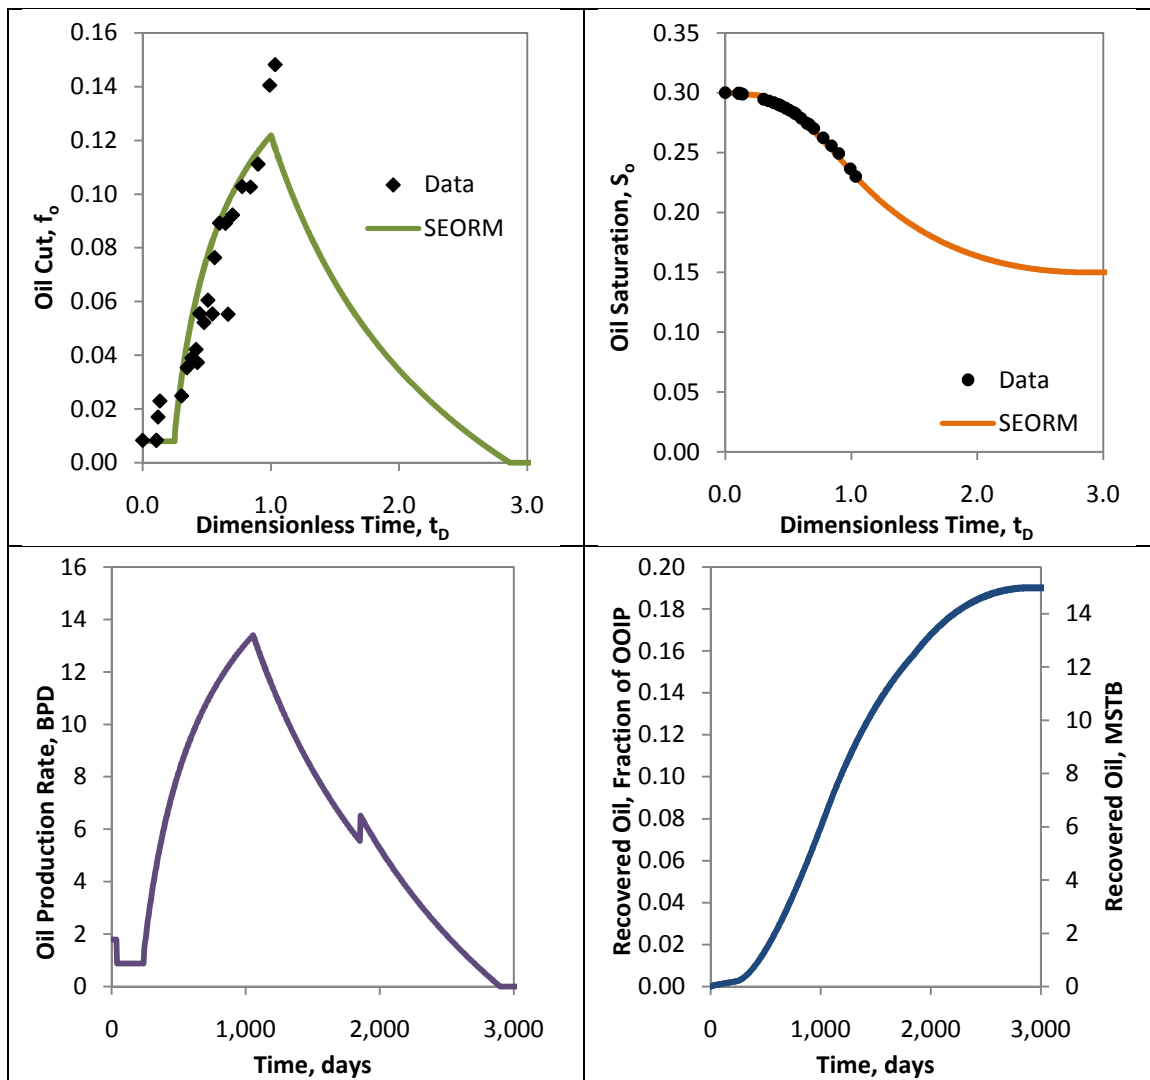 0.16
0.14
0.12
0.10
0.08
0.06
0.04
0.02
0.00
Oil Cut, fo
Data
SEORM
0.0 1.0 2.0 3.0
Dimensionless Time, tD
0.35
0.30
0.25
0.20
0.15
0.10
0.05
0.00
Oil Saturation, So
Data
SEORM
0.0 1.0 2.0 3.0
Dimensionless Time, tD
16
14
12
10
8
6
4
2
0
Oil Production Rate, BPD
0 1,000 2,000 3,000
Time, days
0.20
0.18
0.16
0.14
0.12
0.10
0.08
0.06
0.04
0.02
0.00
Recovered Oil, Fraction of OOIP
14
12
10
8
6
4
2
0
Recovered Oil, MSTB
0 1,000 2,000 3,000
Time, days